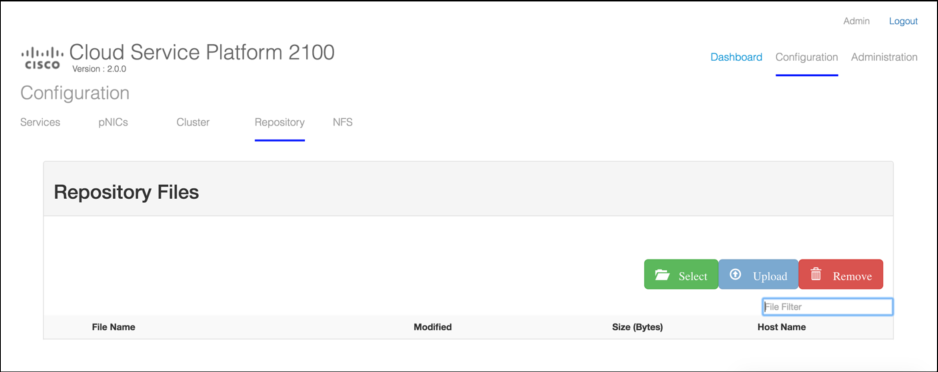 Admin Logout
CISCO Cloud Service Platform 2100
Version : 2.0.0
Dashboard Configuration Administration
Configuration
Services pNICs Cluster Repository NFS
Repository Files
Select Upload Remove
File Filter
File Name Modified Size (Bytes) Host Name